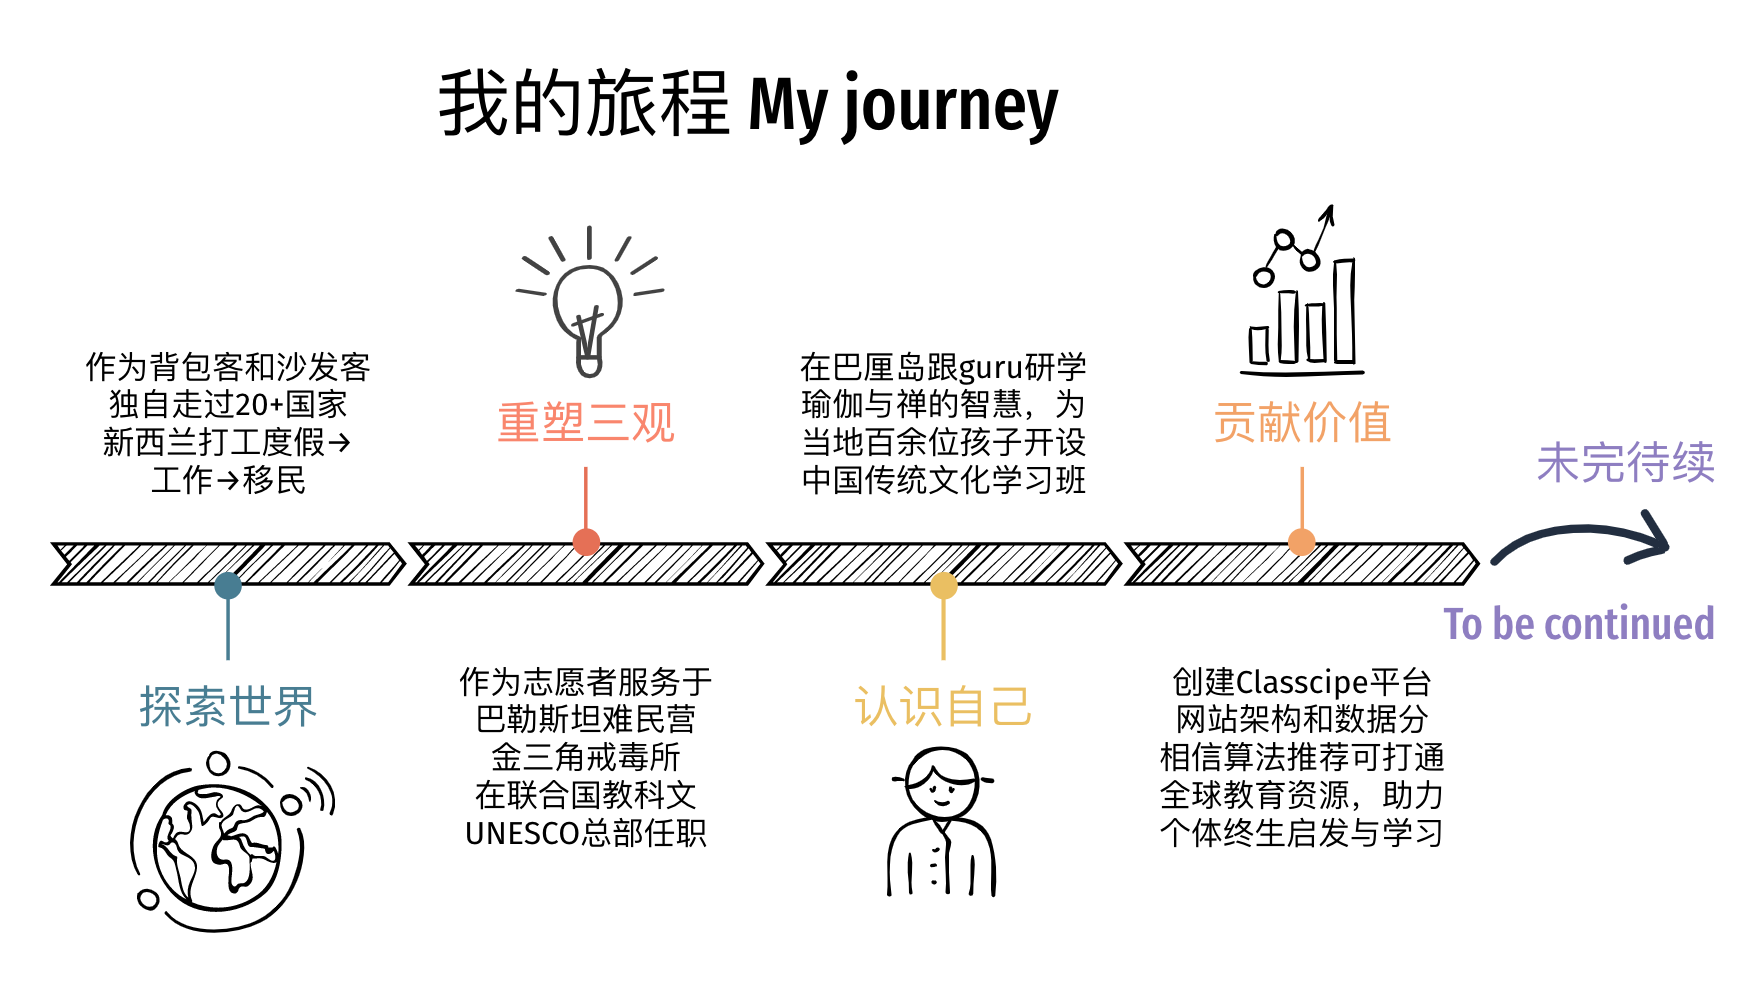 我的旅程 My journey
作为背包客和沙发客
独自走过20+国家
新西兰打工度假→
工作→移民
探索世界
重塑三观
作为志愿者服务于
巴勒斯坦难民营
金三角戒毒所
在联合国教科文
UNESCO总部任职
在巴厘岛跟guru研学
瑜伽与禅的智慧，为
当地百余位孩子开设
中国传统文化学习班
认识自己
贡献价值
创建Classcipe平台
网站架构和数据分
相信算法推荐可打通
全球教育资源，助力
个体终生启发与学习
未完待续
To be continued